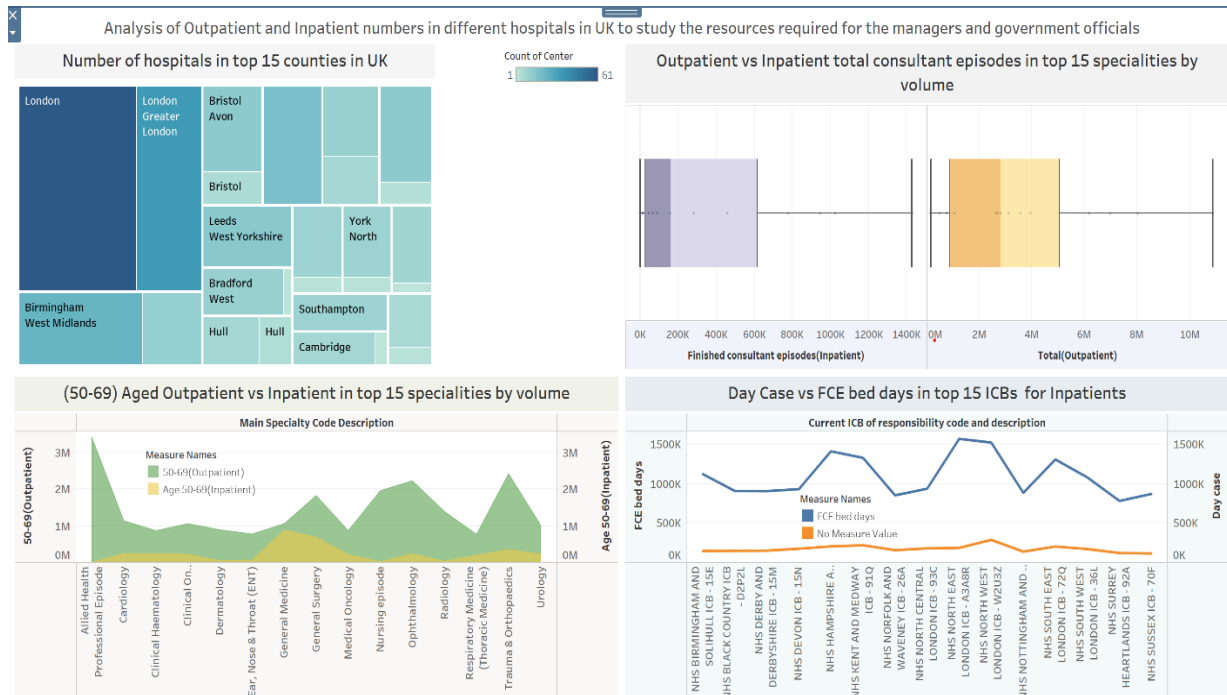 Analysis of Outpatient and Inpatient numbers in different hospitals in UK to study the resources required for the managers and government officials
Number of hospitals in top 15 counties in UK
Count of Center
1
61
London
London
Greater
London
Bristol
Avon
Bristol
Leeds
West Yorkshire
York
North
Bradford
West
Birmingham
West Midlands
Hull
Hull
Southampton
Cambridge
Outpatient vs Inpatient total consultant episodes in top 15 specialities by
volume
0K 200K 400K 600K 800K 1000K 1200K 1400K
0M 2M 4M 6M 8M 10M
Finished consultant episodes(Inpatient)
Total(Outpatient)
(50-69) Aged Outpatient vs Inpatient in top 15 specialities by volume
Main Specialty Code Description
50-69(Outpatient)
3M
2M
1M
0M
Measure Names
50-69(Outpatient)
Age 50-69(Inpatient)
3M
2M
1M
0M
Age 50-69(Inpatient)
Allied Health
Professional Episode
Cardiology
Clinical Haematology
Clinical On..
Dermatology
Ear, Nose & Throat (ENT)
General Medicine
General Surgery
Medical Oncology
Nursing episode
Ophthalmology
Radiology
Respiratory Medicine
(Thoracic Medicine)
Trauma & Orthopaedics
Urology
Day Case vs FCE bed days in top 15 ICBs for Inpatients
Current ICB of responsibility code and description
FCE bed days
1500K
1000K
500K
0K
Measure Names
FCF bed days
No Measure Value
1500K
1000K
500K
0K
Day case
NHS BIRMINGHAM AND
SOLIHULL ICB - 15E
NHS BLACK COUNTRY ICB
- D2P2L
NHS DERBY AND
DERBYSHIRE ICB - 15M
NHS DEVON ICB - 15N
NHS HAMPSHIRE A..
NHS KENT AND MEDWAY
ICB - 91Q
NHS NORFOLK AND
WAVENEY ICB - 26A
NHS NORTH CENTRAL
LONDON ICB - 93C
NHS NORTH EAST
LONDON ICB - A3A8R
NHS NORTH WEST
LONDON ICB - W2U3Z
NHS NOTTINGHAM AND ..
NHS SOUTH EAST
LONDON ICB - 72Q
NHS SOUTH WEST
LONDON ICB - 36L
NHS SURREY
HEARTLANDS ICB - 92A
NHS SUSSEX ICB - 70F